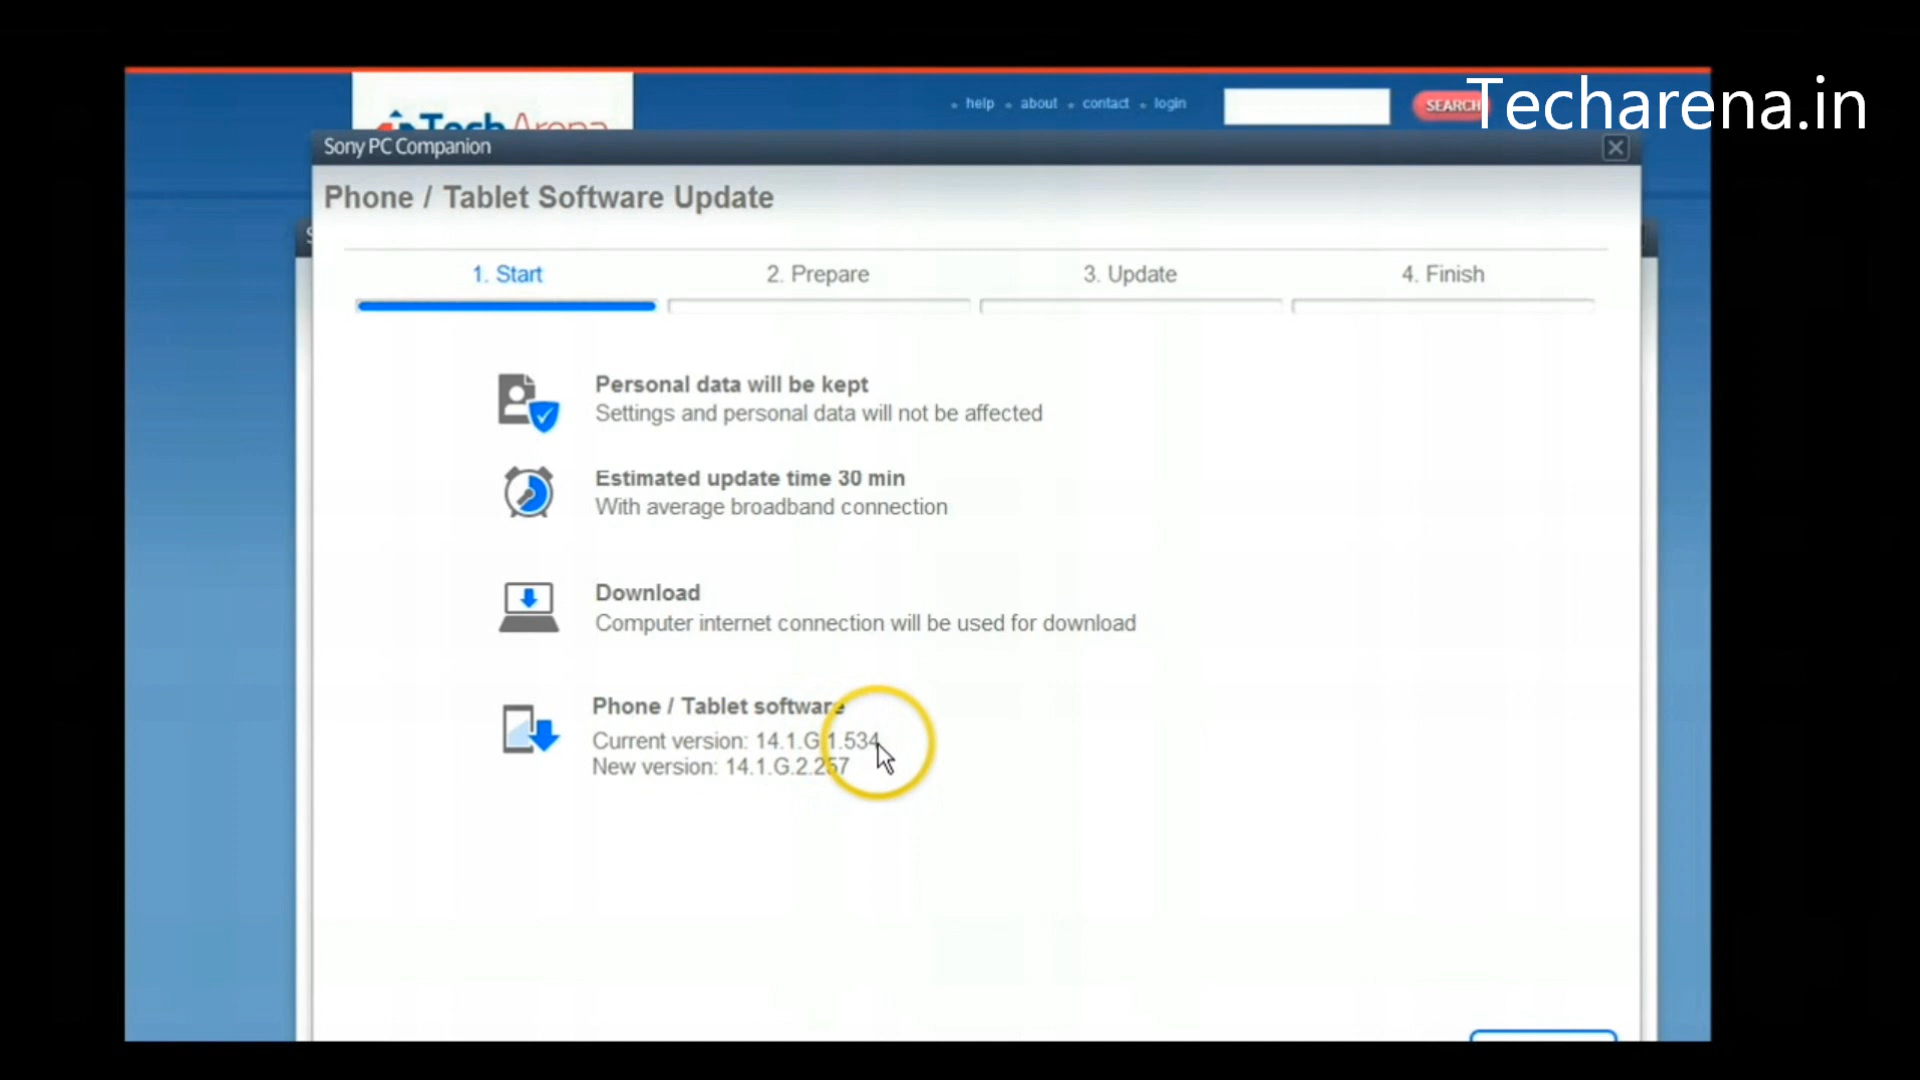 Techarena.in
help about contact login
SEARCH
Tech Arena
Sony PC Companion
Phone / Tablet Software Update
1. Start
2. Prepare
3. Update
4. Finish
Personal data will be kept
Settings and personal data will not be affected
Estimated update time 30 min
With average broadband connection
Download
Computer internet connection will be used for download
Phone / Tablet software
Current version: 14.1.G.1.534
New version: 14.1.G.2.257